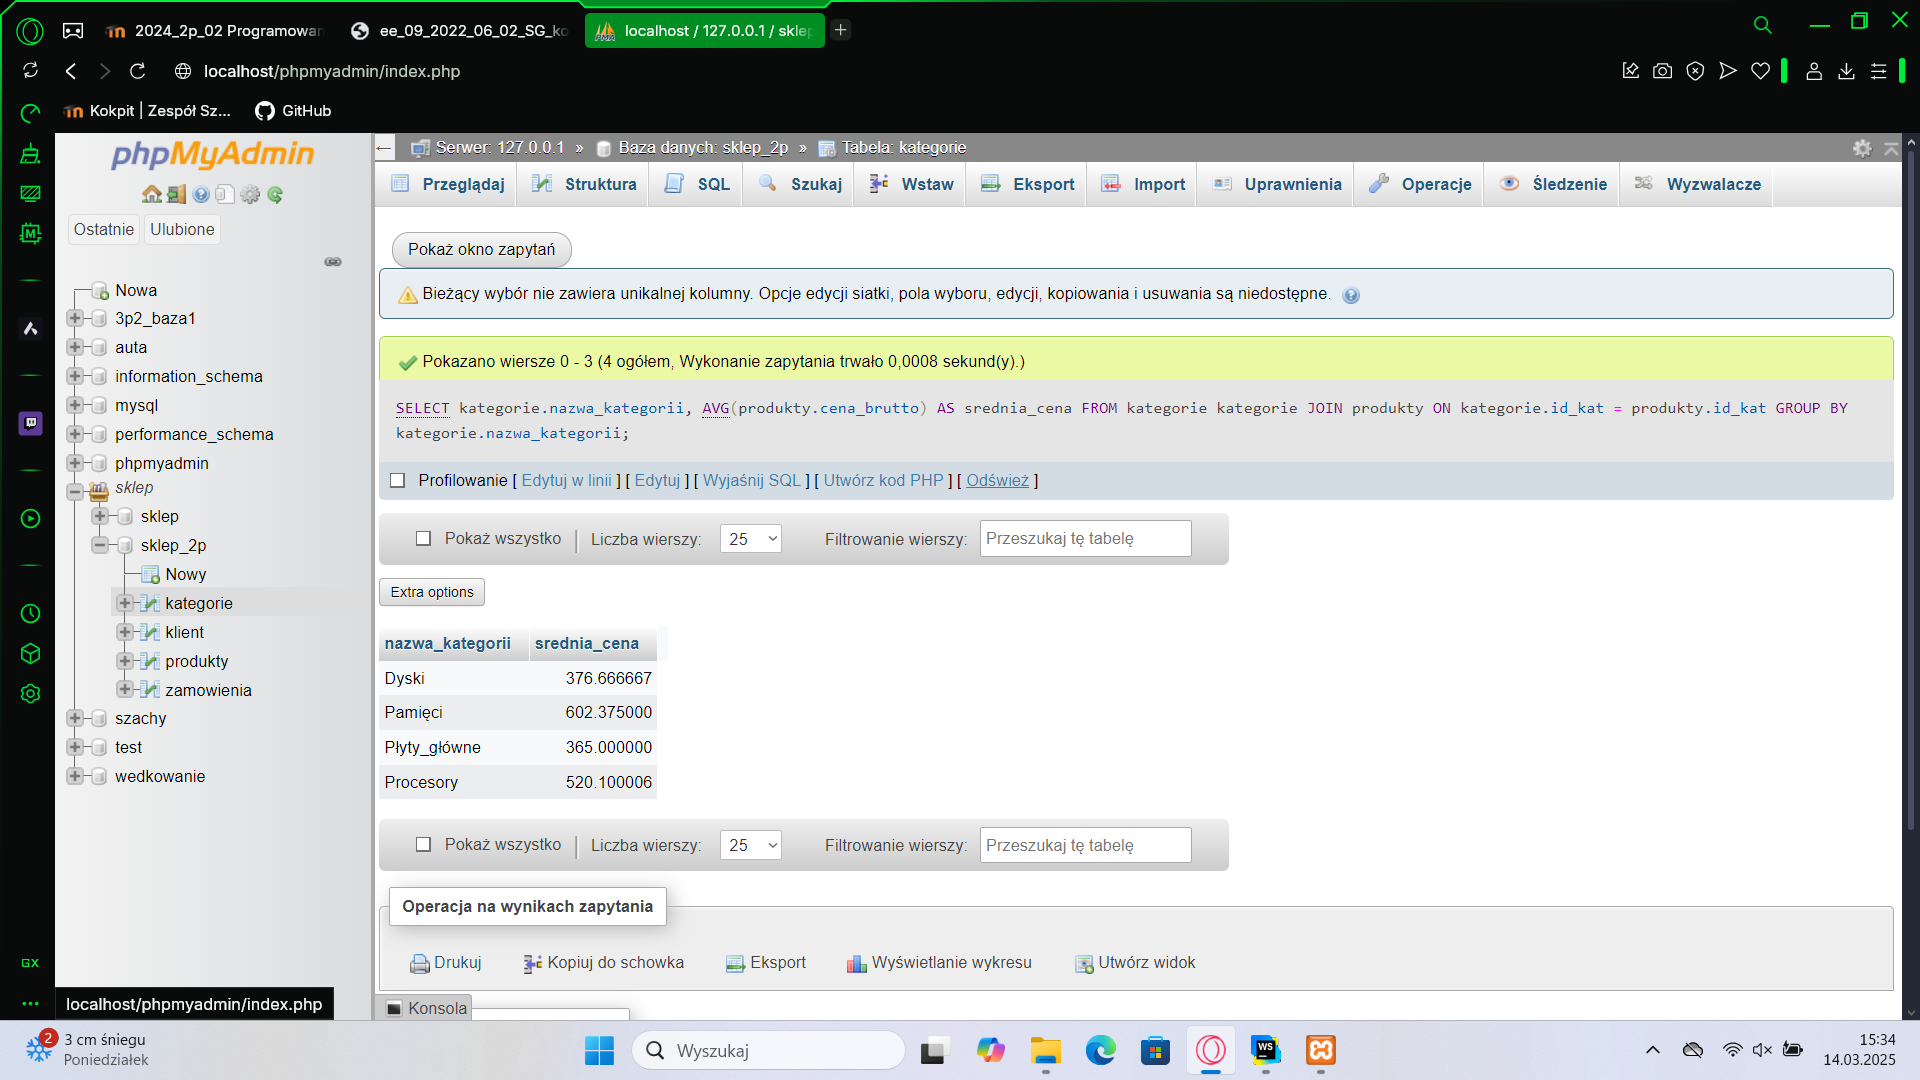 2024_2p_02 Programowan
ee_09_2022_06_02_SG_ko
localhost / 127.0.0.1 / sklep
localhost/phpmyadmin/index.php
Kokpit | Zespół Sz...
GitHub
phpMyAdmin
Ostatnie
Ulubione
Nowa
3p2_baza1
auta
information_schema
mysql
performance_schema
phpmyadmin
sklep
sklep
sklep_2p
Nowy
kategorie
klient
produkty
zamowienia
szachy
test
wedkowanie
Serwer: 127.0.0.1 » Baza danych: sklep_2p » Tabela: kategorie
Przeglądaj
Struktura
SQL
Szukaj
Wstaw
Eksport
Import
Uprawnienia
Operacje
Śledzenie
Wyzwalacze
Pokaż okno zapytań
Bieżący wybór nie zawiera unikalnej kolumny. Opcje edycji siatki, pola wyboru, edycji, kopiowania i usuwania są niedostępne.
Pokazano wiersze 0 - 3 (4 ogółem, Wykonanie zapytania trwało 0,0008 sekund(y).)
SELECT kategorie.nazwa_kategorii, AVG(produkty.cena_brutto) AS srednia_cena FROM kategorie kategorie JOIN produkty ON kategorie.id_kat = produkty.id_kat GROUP BY
kategorie.nazwa_kategorii;
Profilowanie [ Edytuj w linii ] [ Edytuj ] [ Wyjaśnij SQL ] [ Utwórz kod PHP ] [ Odśwież ]
Pokaż wszystko | Liczba wierszy: 25 Filtrowanie wierszy: Przeszukaj tę tabelę
Extra options
nazwa_kategorii srednia_cena
Dyski 376.666667
Pamięci 602.375000
Płyty_główne 365.000000
Procesory 520.100006
Pokaż wszystko | Liczba wierszy: 25 Filtrowanie wierszy: Przeszukaj tę tabelę
Operacja na wynikach zapytania
Drukuj
Kopiuj do schowka
Eksport
Wyświetlanie wykresu
Utwórz widok
Konsola
GX
localhost/phpmyadmin/index.php
2
3 cm śniegu
Poniedziałek
Wyszukaj
WS
15:34
14.03.2025